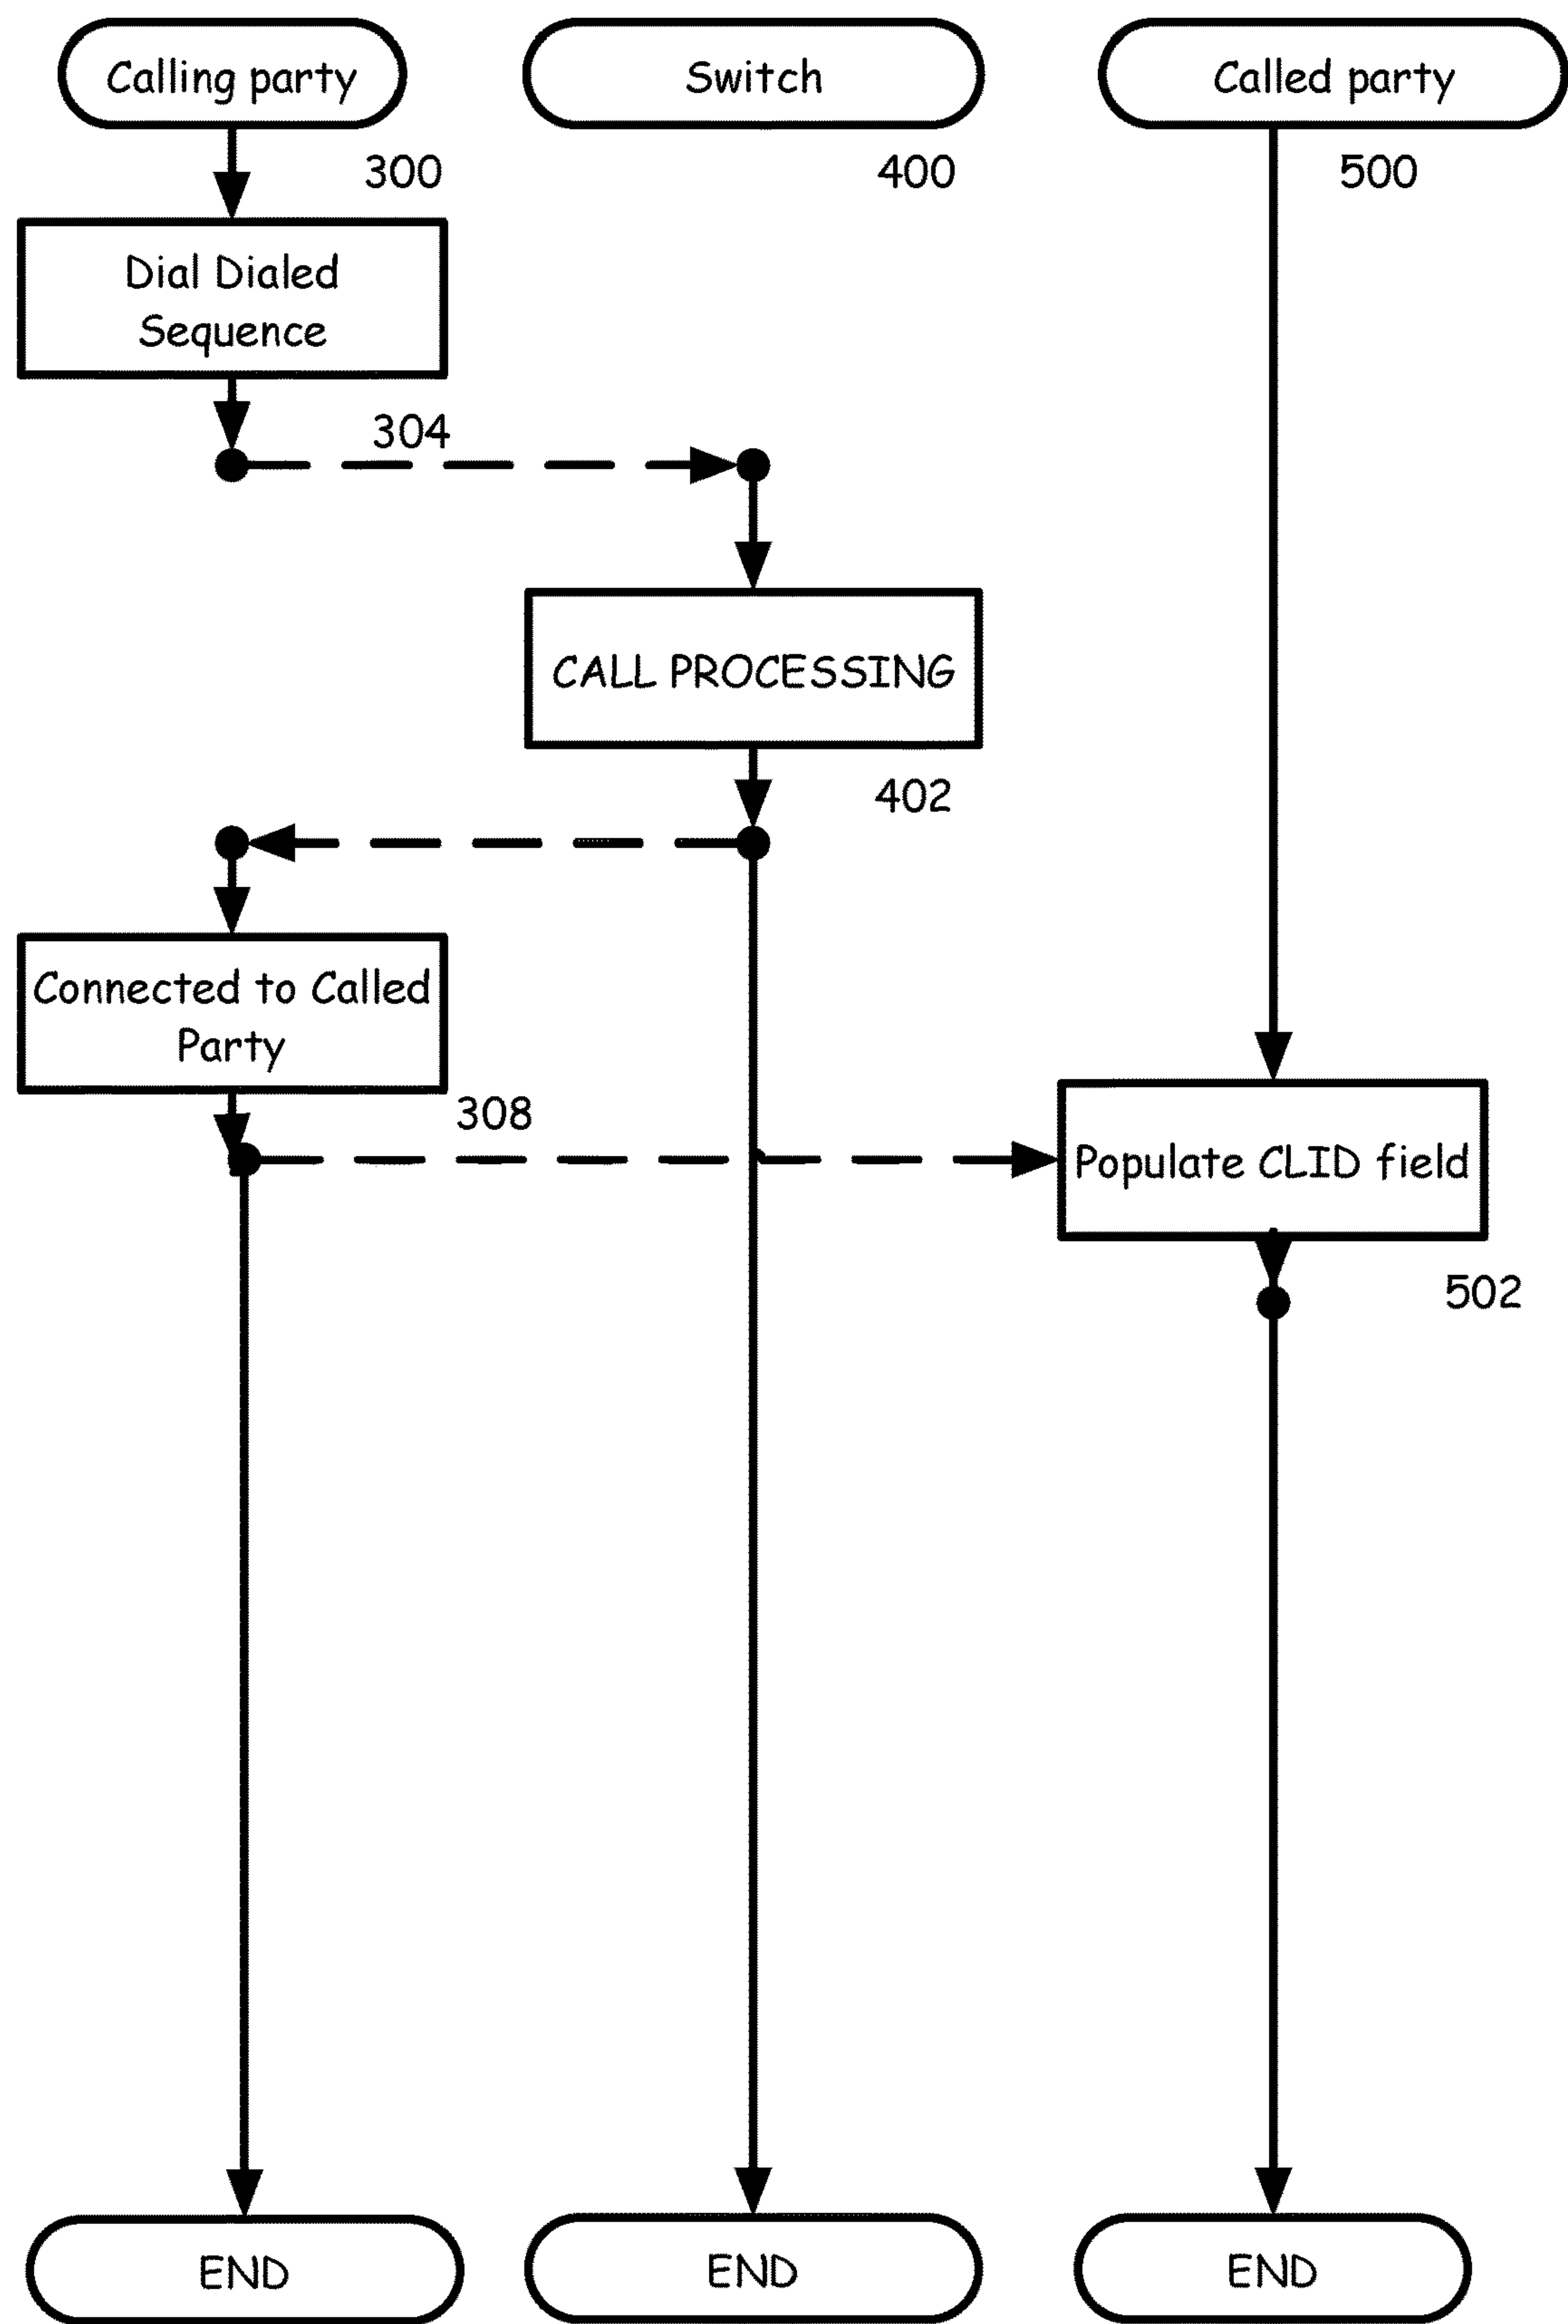 Calling party
Switch
Called party
300
400
500
Dial Dialed
Sequence
304
CALL PROCESSING
402
Connected to Called
Party
308
Populate CLID field
502
END
END
END